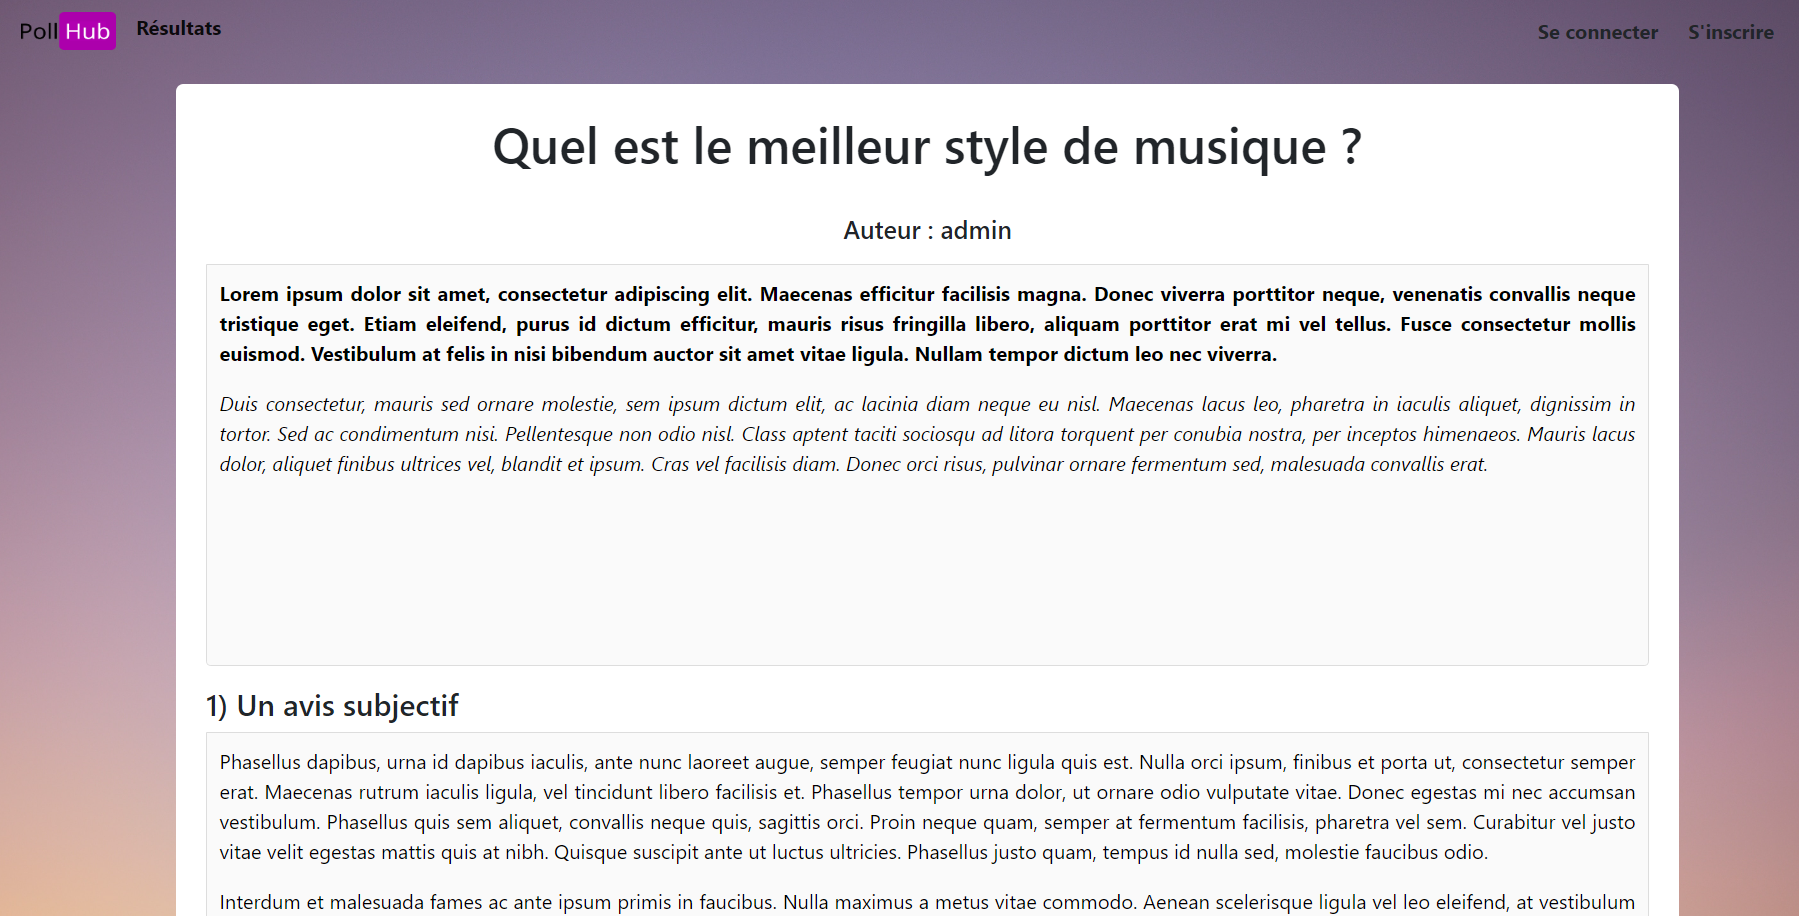 Poll Hub Résultats Se connecter S'inscrire
Quel est le meilleur style de musique ?
Auteur : admin
Lorem ipsum dolor sit amet, consectetur adipiscing elit. Maecenas efficitur facilisis magna. Donec viverra porttitor neque, venenatis convallis neque
tristique eget. Etiam eleifend, purus id dictum efficitur, mauris risus fringilla libero, aliquam porttitor erat mi vel tellus. Fusce consectetur mollis
euismod. Vestibulum at felis in nisi bibendum auctor sit amet vitae ligula. Nullam tempor dictum leo nec viverra.
Duis consectetur, mauris sed ornare molestie, sem ipsum dictum elit, ac lacinia diam neque eu nisl. Maecenas lacus leo, pharetra in iaculis aliquet, dignissim in
tortor. Sed ac condimentum nisi. Pellentesque non odio nisl. Class aptent taciti sociosqu ad litora torquent per conubia nostra, per inceptos himenaeos. Mauris lacus
dolor, aliquet finibus ultrices vel, blandit et ipsum. Cras vel facilisis diam. Donec orci risus, pulvinar ornare fermentum sed, malesuada convallis erat.
1) Un avis subjectif
Phasellus dapibus, urna id dapibus iaculis, ante nunc laoreet augue, semper feugiat nunc ligula quis est. Nulla orci ipsum, finibus et porta ut, consectetur semper
erat. Maecenas rutrum iaculis ligula, vel tincidunt libero facilisis et. Phasellus tempor urna dolor, ut ornare odio vulputate vitae. Donec egestas mi nec accumsan
vestibulum. Phasellus quis sem aliquet, convallis neque quis, sagittis orci. Proin neque quam, semper at fermentum facilisis, pharetra vel sem. Curabitur vel justo
vitae velit egestas mattis quis at nibh. Quisque suscipit ante ut luctus ultricies. Phasellus justo quam, tempus id nulla sed, molestie faucibus odio.
Interdum et malesuada fames ac ante ipsum primis in faucibus. Nulla maximus a metus vitae commodo. Aenean scelerisque ligula vel leo eleifend, at vestibulum